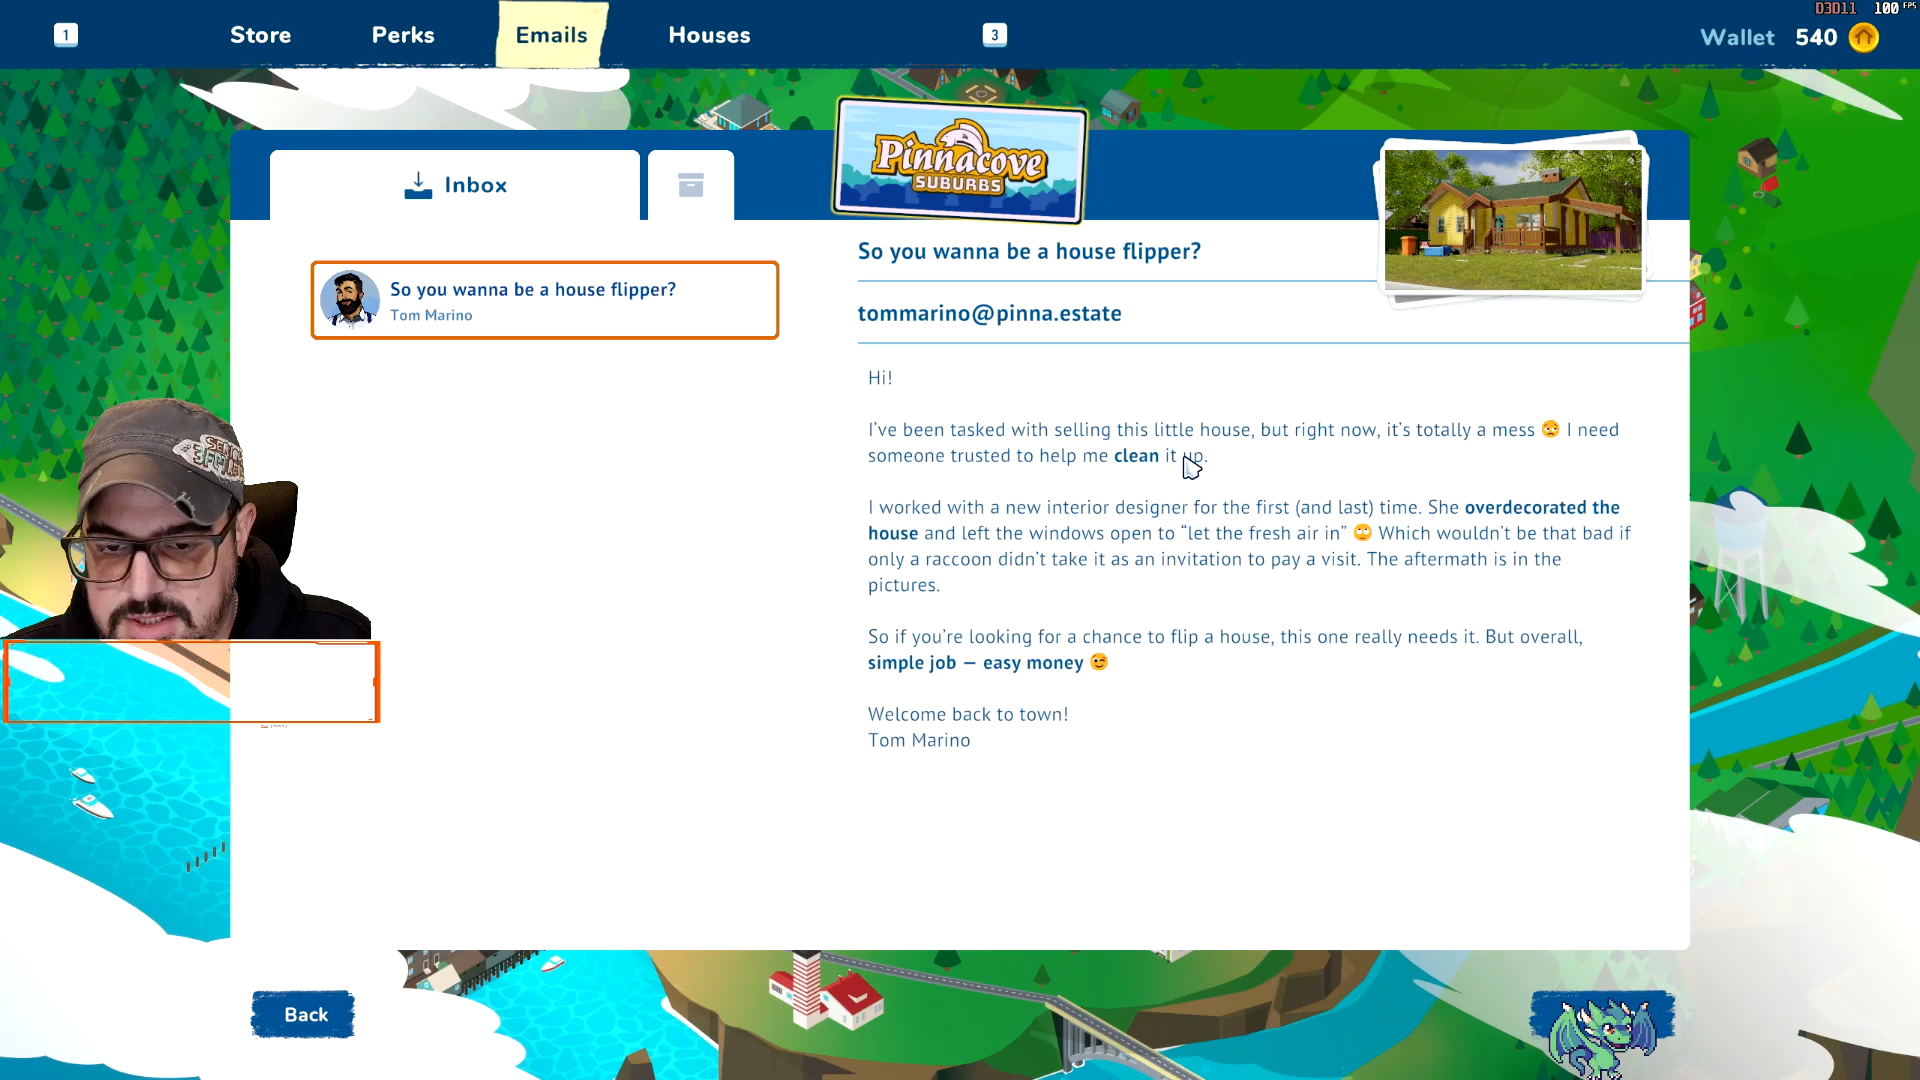 D3D11 100 FPS
1 Store Perks Emails Houses 3 Wallet 540
Pinnacove
SUBURBS
Inbox
So you wanna be a house flipper?
Tom Marino
So you wanna be a house flipper?
tommarino@pinna.estate
Hi!
I've been tasked with selling this little house, but right now, it's totally a mess 😟 I need
someone trusted to help me clean it up.
I worked with a new interior designer for the first (and last) time. She overdecorated the
house and left the windows open to “let the fresh air in” 🙄 Which wouldn't be that bad if
only a raccoon didn't take it as an invitation to pay a visit. The aftermath is in the
pictures.
So if you're looking for a chance to flip a house, this one really needs it. But overall,
simple job — easy money 😉
Welcome back to town!
Tom Marino
Back